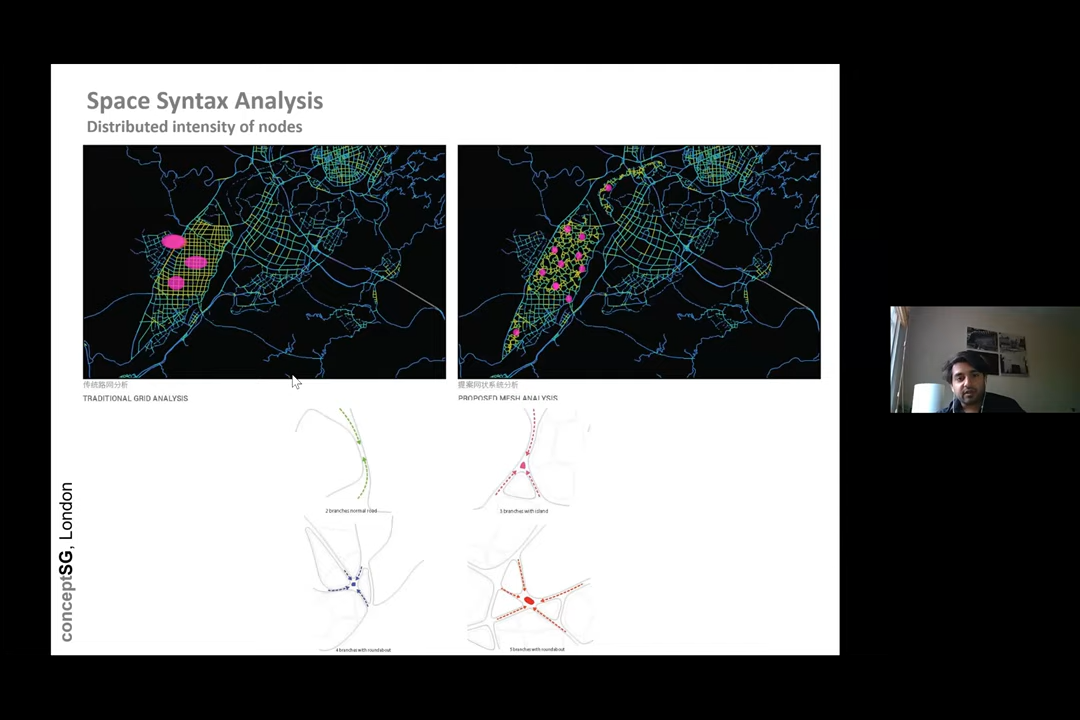 Space Syntax Analysis
Distributed intensity of nodes
传统路网分析
TRADITIONAL GRID ANALYSIS
提案网状系统分析
PROPOSED MESH ANALYSIS
2 branches normal road
3 branches with island
4 branches with roundabout
5 branches with roundabout
conceptSG, London